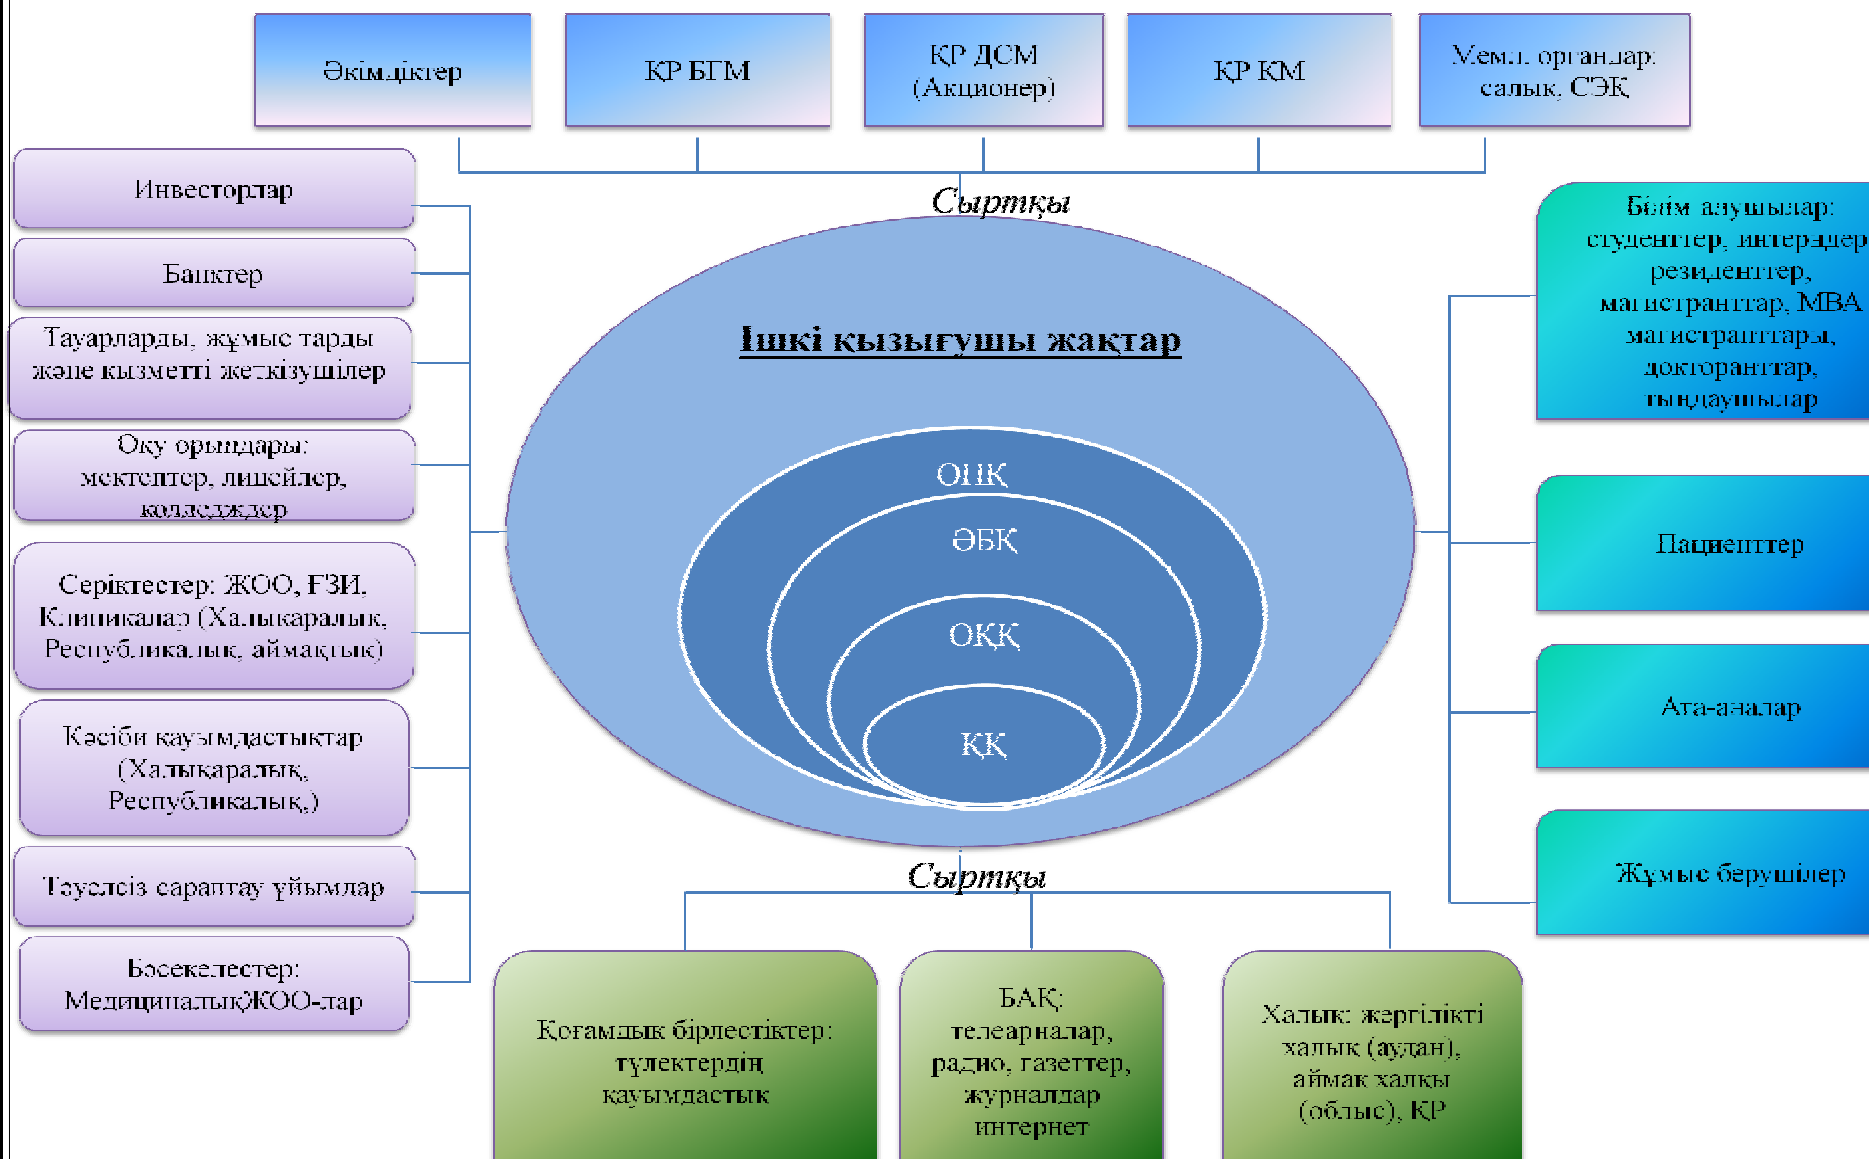 Әкімдіктер
ҚР БҒМ
ҚР ДСМ
(Акционер)
ҚР ҚМ
Мемл. органдар:
салық, СЭҚ
Инвесторлар
Банктер
Тауарларды, жұмыс тарды
және қызметті жеткізушілер
Оқу орындары:
мектептер, лицейлер,
колледждер
Серіктестер: ЖОО, ҒЗИ,
Клиникалар (Халықаралық,
Республикалық, аймақтық)
Кәсіби қауымдастықтар
(Халықаралық,
Республикалық,)
Тәуелсіз сараптау ұйымлар
Бәсекелестер:
МедициналықЖОО-лар
Сыртқы
Ішкі қызығушы жақтар
ОПҚ
ӘБҚ
ОҚҚ
ҚҚ
Сыртқы
Білім алушылар:
студенттер, интерндер
резиденттер,
магистранттар, МВА
магистранттары,
докторанттар,
тыңдаушылар
Пациенттер
Ата-аналар
Жұмыс берушілер
Қоғамдық бірлестіктер:
түлектердің
қауымдастық
БАҚ:
телеарналар,
радио, газеттер,
журналдар
интернет
Халық: жергілікті
халық (аудан),
аймақ халқы
(облыс), ҚР